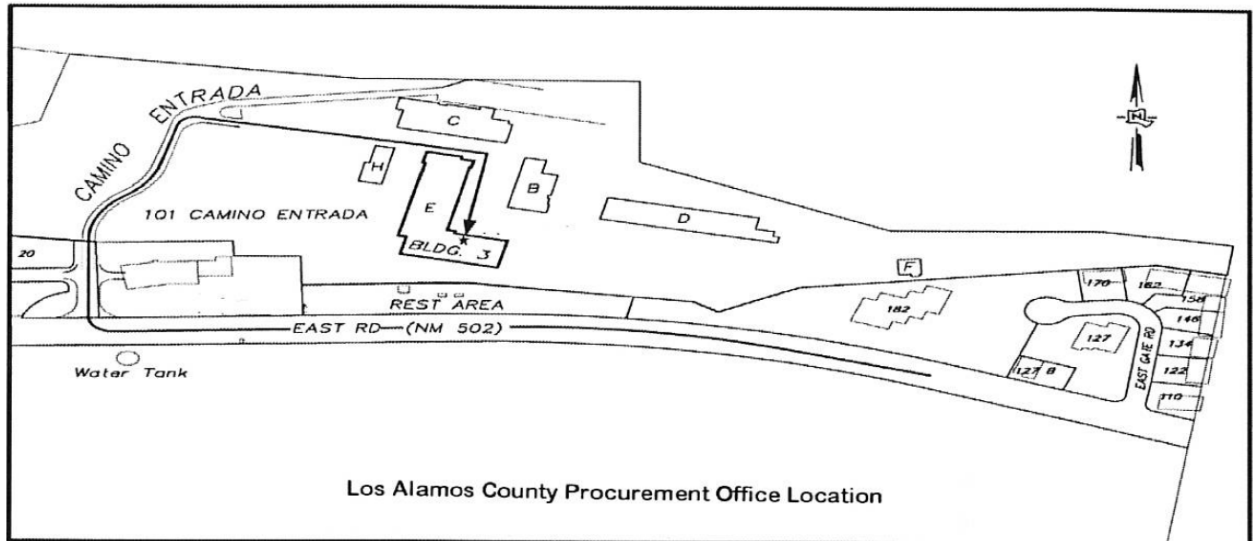 CAMINO ENTRADA
N
C
H
B
E
D
101 CAMINO ENTRADA
BLDG. 3
20
F
170
162
158
REST AREA
182
146
EAST RD (NM 502)
127
134
EAST GATE RD
Water Tank
127 B
122
110
Los Alamos County Procurement Office Location